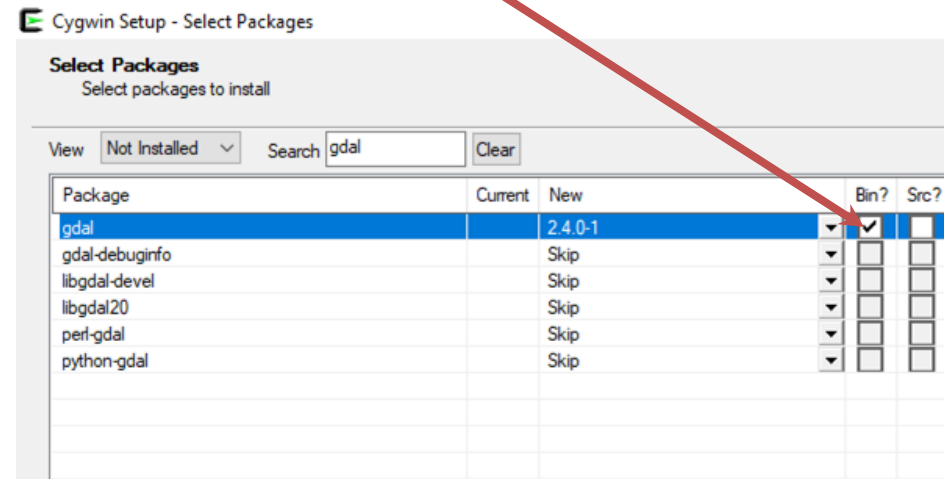 Cygwin Setup - Select Packages
Select Packages
Select packages to install
View Not Installed Search gdal Clear
Package Current New Bin? Src?
gdal 2.4.0-1
gdal-debuginfo Skip
libgdal-devel Skip
libgdal20 Skip
perl-gdal Skip
python-gdal Skip